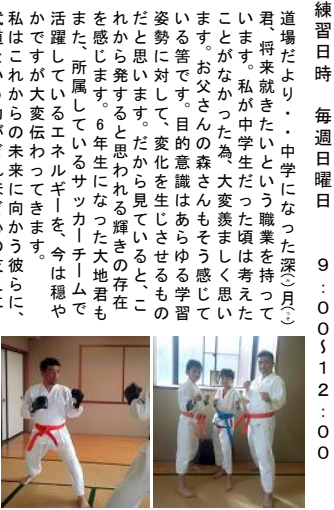 練習日時　毎週日曜日　９：００〜１２：００
道場だより・・中学になった深(み)月(つき)
君、将来就きたいという職業を持って
います。私が中学生だった頃は考えた
ことがなかった為、大変羨ましく思い
ます。お父さんの森さんもそう感じて
いる筈です。目的意識はあらゆる学習
姿勢に対して、変化を生じさせるもの
だと思います。だから見ていると、こ
れから発すると思われる輝きの存在
を感じます。6年生になった大地君も
また、所属しているサッカーチームで
活躍しているエネルギーを、今は穏や
かですが大変伝わってきます。
私はこれからの未来に向かう彼らに、